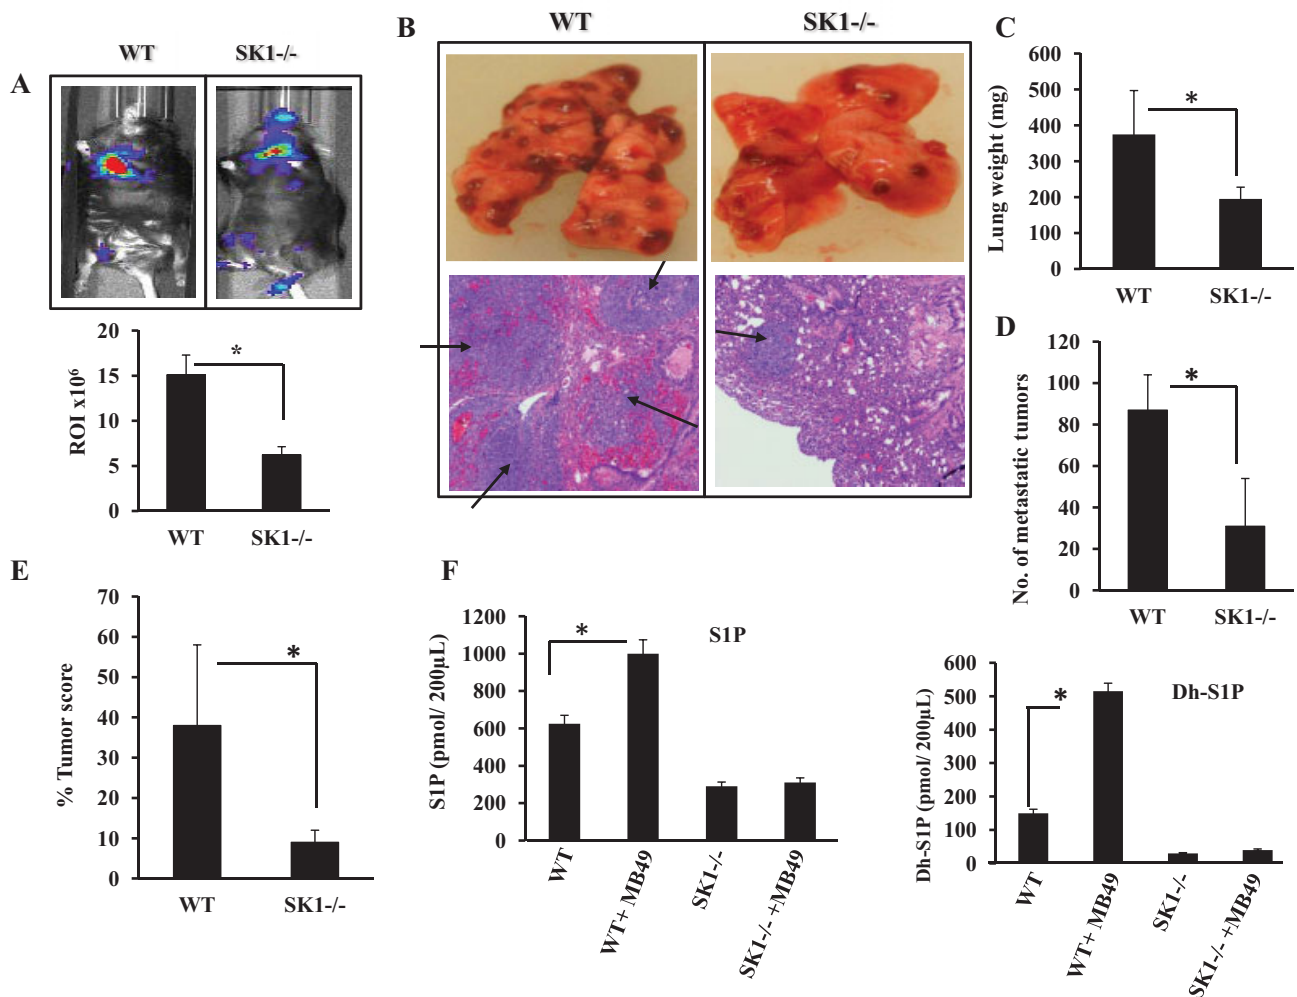 A
WT
SK1-/-
ROI x10⁶
20
15
10
5
0
*
WT
SK1-/-
B
WT
SK1-/-
C
Lung weight (mg)
600
500
400
300
200
100
0
*
WT
SK1-/-
D
No. of metastatic tumors
120
100
80
60
40
20
0
*
WT
SK1-/-
E
% Tumor score
70
60
50
40
30
20
10
0
*
WT
SK1-/-
F
S1P
S1P (pmol/ 200µL)
1200
1000
800
600
400
200
0
*
WT
WT+ MB49
SK1-/-
SK1-/- +MB49
Dh-S1P
Dh-S1P (pmol/ 200µL)
600
500
400
300
200
100
0
*
WT
WT+ MB49
SK1-/-
SK1-/- +MB49